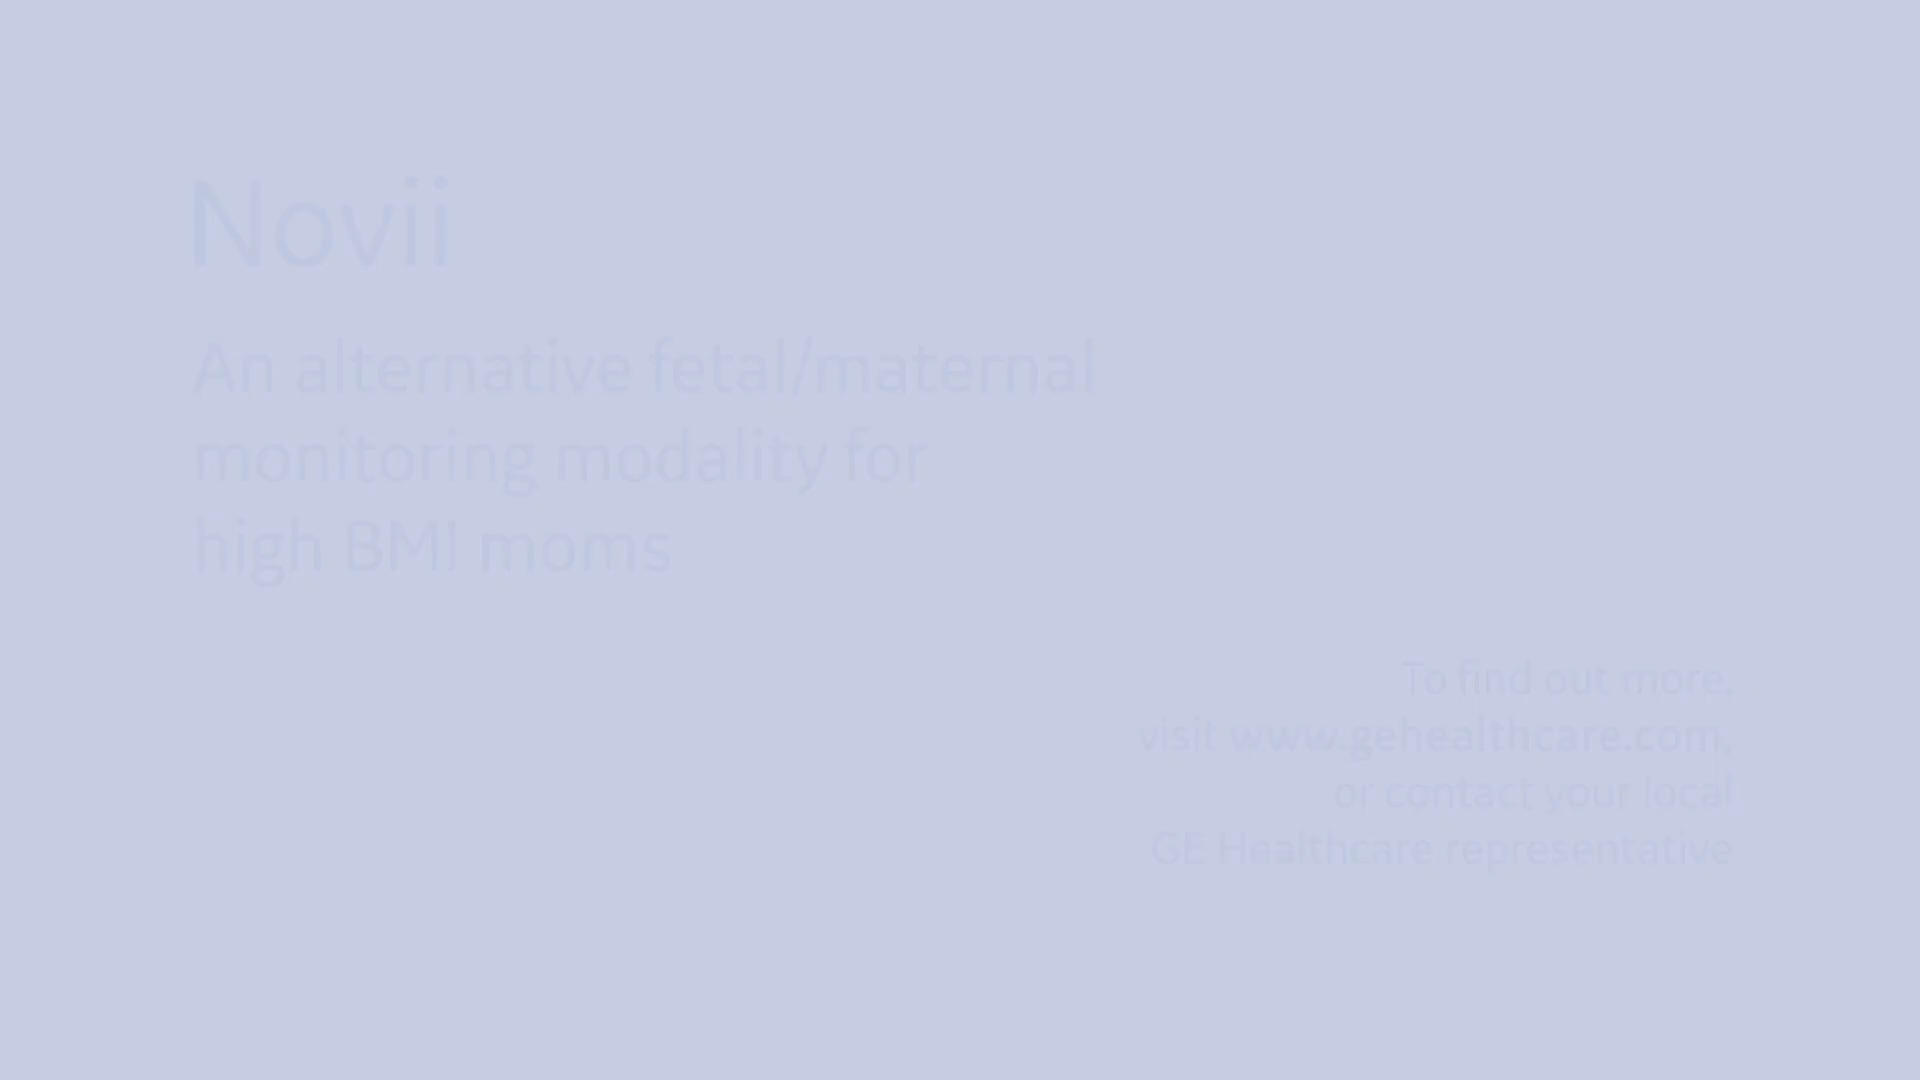 Novii
An alternative fetal/maternal
monitoring modality for
high BMI moms
To find out more,
visit www.gehealthcare.com,
or contact your local
GE Healthcare representative